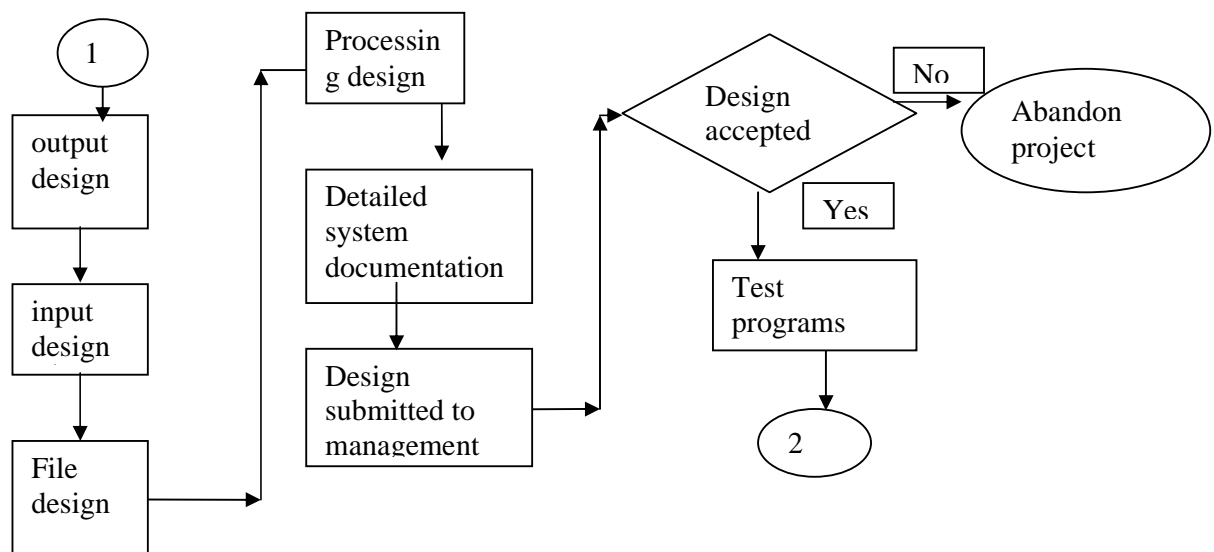 1
output
design
input
design
File
design
Processin
g design
Detailed
system
documentation
Design
submitted to
management
Design
accepted
No
Abandon
project
Yes
Test
programs
2